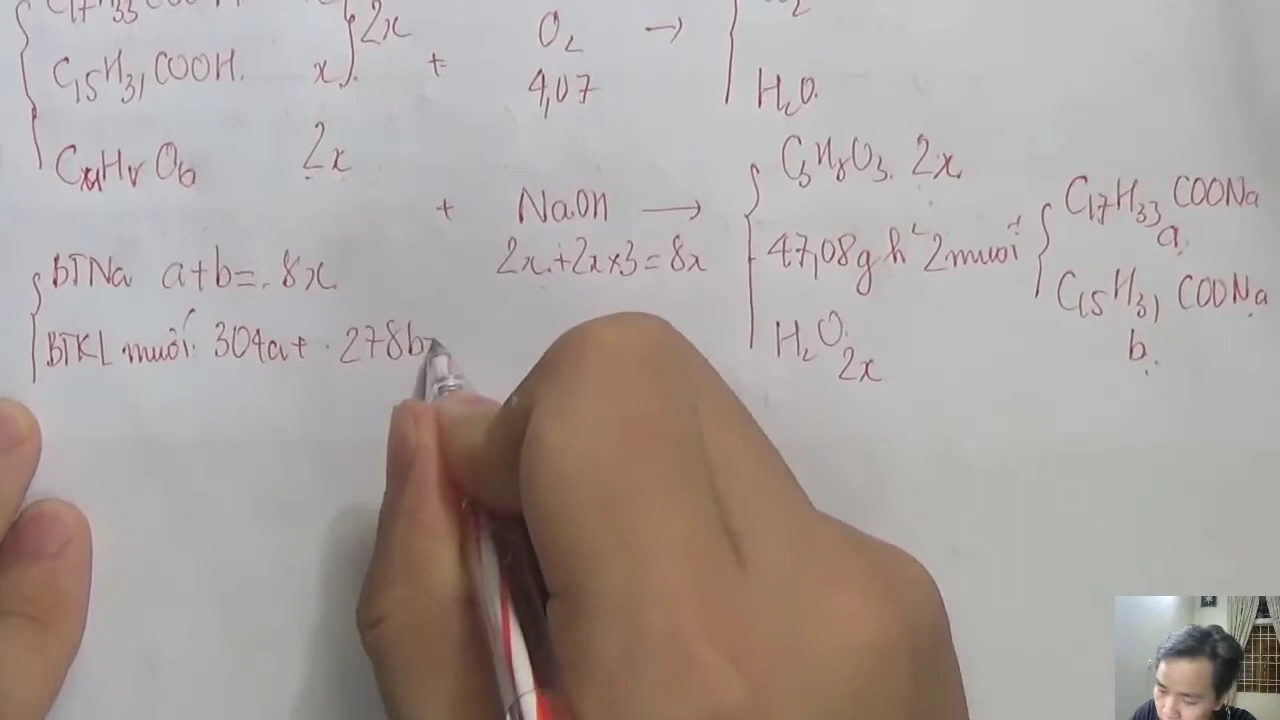 C17H33 } 2x
C15H31COOH. x + O2 →
4,07
H2O.
CxHyO6 2x
C3H8O3. 2x
+ NaOH → 47,08g h² 2 muối
2x + 2x×3 = 8x
C17H33COONa
a
C15H31COONa
b.
H2O.
2x
BTNa a+b = 8x
BTKL muối: 304a + 278b